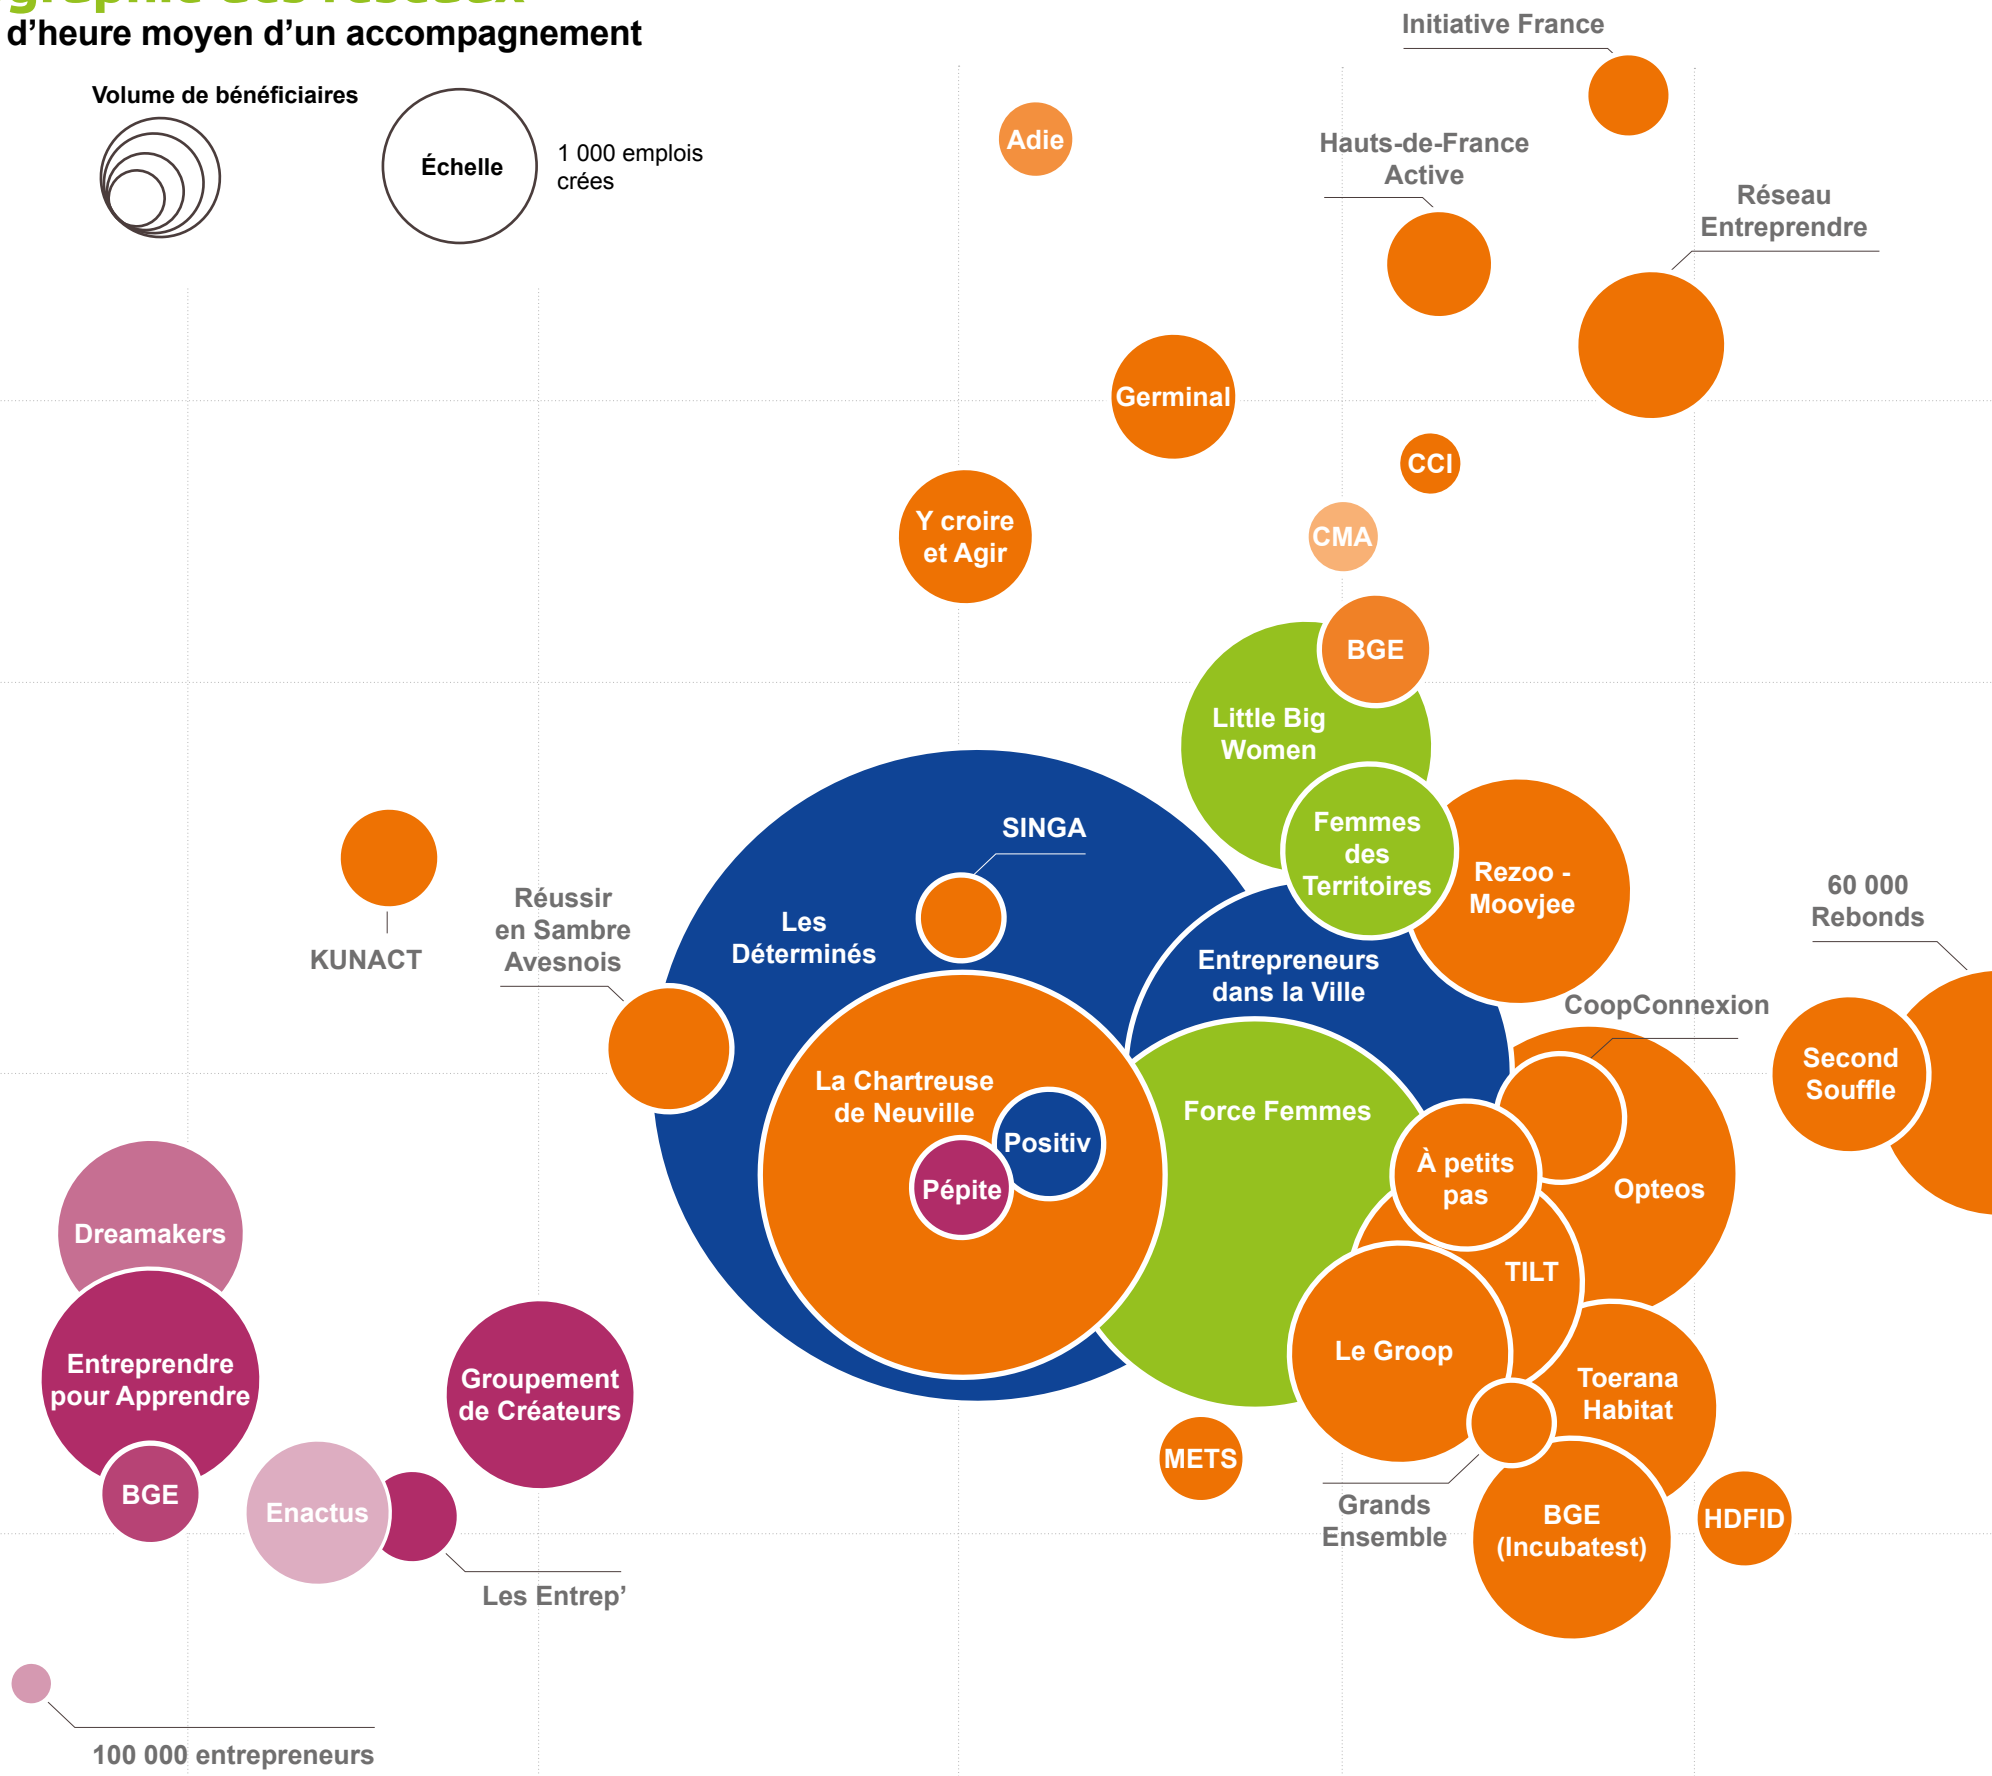 d’heure moyen d’un accompagnement
Volume de bénéficiaires
Échelle
1 000 emplois
crées
Initiative France
Adie
Hauts-de-France
Active
Réseau
Entreprendre
Germinal
CCI
Y croire
et Agir
CMA
BGE
Little Big
Women
SINGA
Femmes
des
Territoires
Rezoo -
Moovjee
60 000
Rebonds
Réussir
en Sambre
Avesnois
Les
Déterminés
KUNACT
Entrepreneurs
dans la Ville
CoopConnexion
Second
Souffle
La Chartreuse
de Neuville
Force Femmes
Positiv
Pépite
À petits
pas
Opteos
Dreamakers
TILT
Le Groop
Entreprendre
pour Apprendre
Groupement
de Créateurs
Toerana
Habitat
METS
BGE
Enactus
Grands
Ensemble
BGE
(Incubatest)
HDFID
Les Entrep’
100 000 entrepreneurs